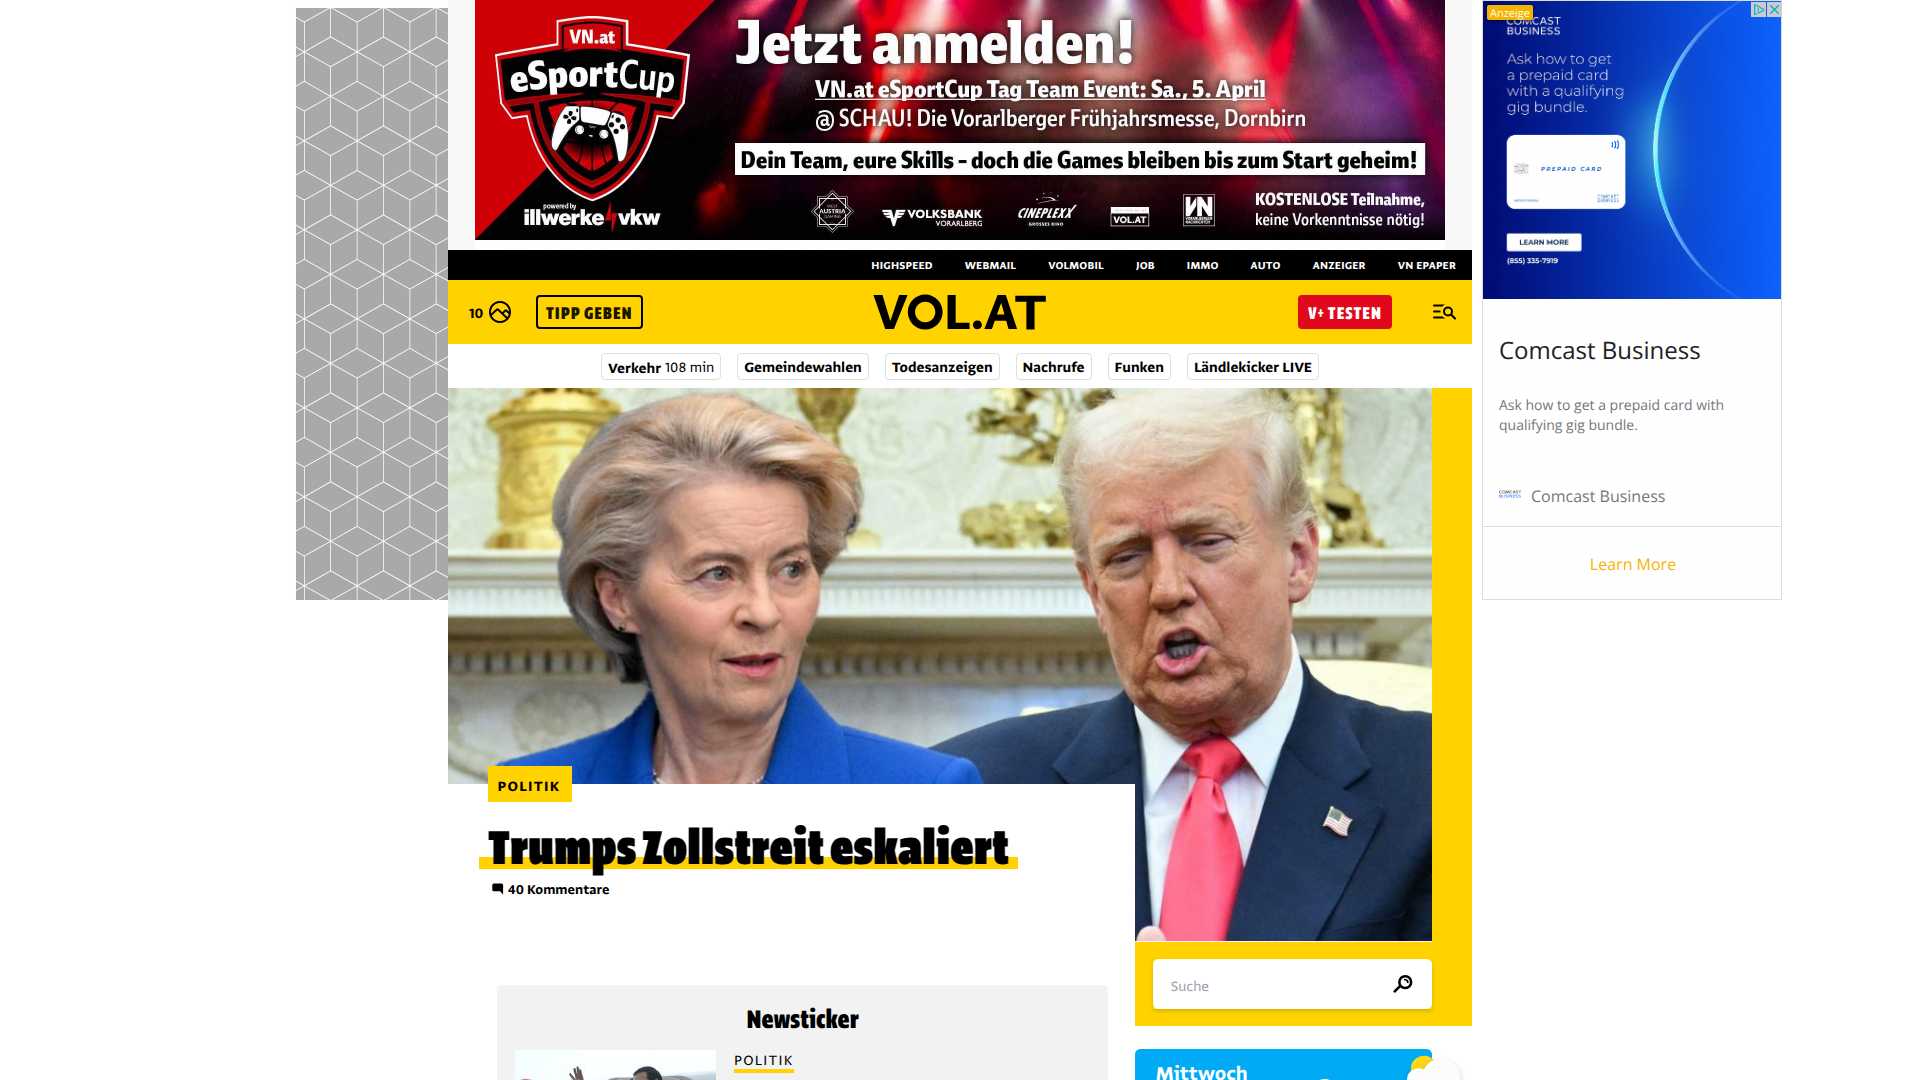 VN.at
eSportCup
powered by
illwerke vkw
Jetzt anmelden!
VN.at eSportCup Tag Team Event: Sa., 5. April
@ SCHAU! Die Vorarlberger Frühjahrsmesse, Dornbirn
Dein Team, eure Skills – doch die Games bleiben bis zum Start geheim!
AUSTRIA
VOLKSBANK
VORARLBERG
CINEPLEXX
VOL.AT
VN
KOSTENLOSE Teilnahme,
keine Vorkenntnisse nötig!
Anzeige
COMCAST
BUSINESS
Ask how to get
a prepaid card
with a qualifying
gig bundle.
PREPAID CARD
LEARN MORE
(855) 335-7919
Comcast Business
Ask how to get a prepaid card with
qualifying gig bundle.
Comcast Business
Learn More
HIGHSPEED WEBMAIL VOLMOBIL JOB IMMO AUTO ANZEIGER VN EPAPER
10 TIPP GEBEN VOL.AT V+ TESTEN
Verkehr 108 min Gemeindewahlen Todesanzeigen Nachrufe Funken Ländlekicker LIVE
POLITIK
Trumps Zollstreit eskaliert
40 Kommentare
Suche
Newsticker
POLITIK
Mittwoch